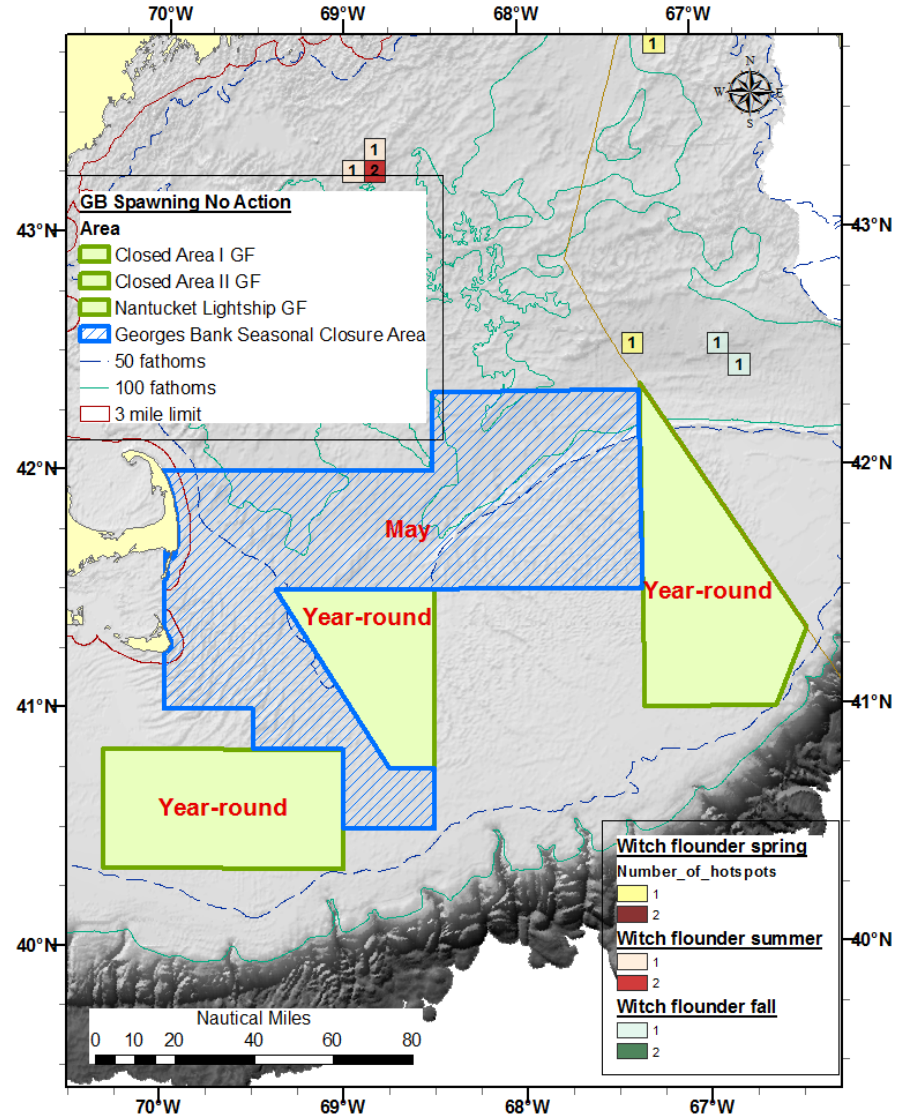 70°W 69°W 68°W 67°W
1
N
W E
S
1
1 2
43°N 43°N
GB Spawning No Action
Area
Closed Area I GF
Closed Area II GF
Nantucket Lightship GF
Georges Bank Seasonal Closure Area
50 fathoms
100 fathoms
3 mile limit
1 1
1
42°N 42°N
May
Year-round
Year-round
41°N 41°N
Year-round
Witch flounder spring
Number_of_hotspots
1
2
Witch flounder summer
1
2
Witch flounder fall
1
2
40°N 40°N
Nautical Miles
0 10 20 40 60 80
70°W 69°W 68°W 67°W